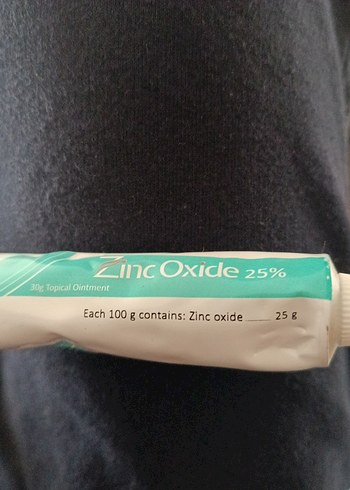 Zinc Oxide 25%
30g Topical Ointment
Each 100 g contains: Zinc oxide ...... 25 g